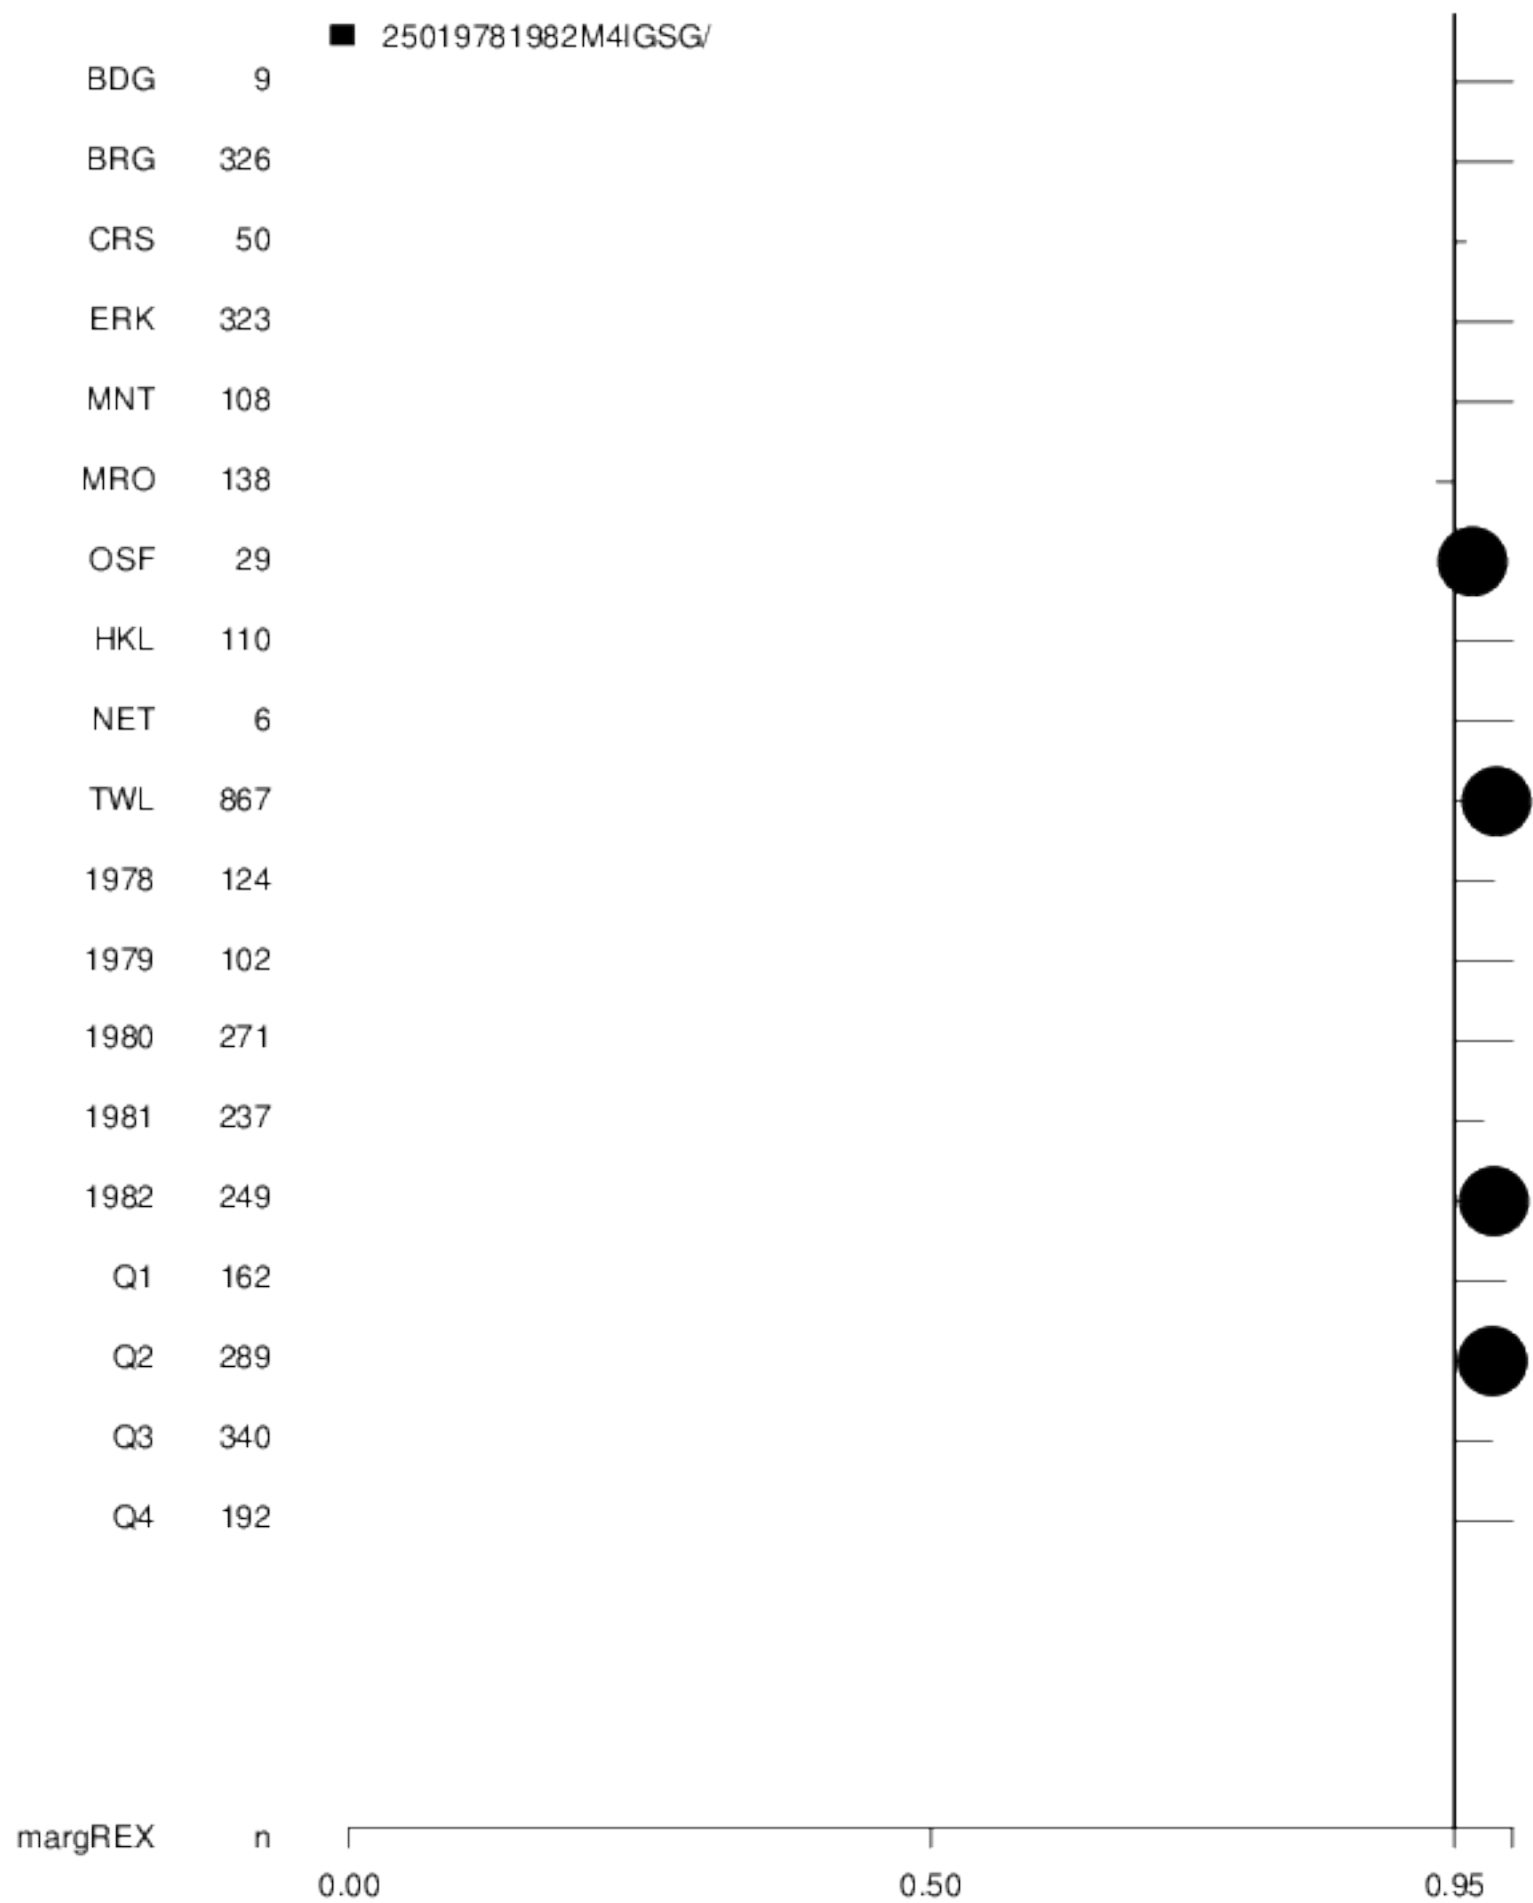 25019781982M4IGSG/
BDG 9
BRG 326
CRS 50
ERK 323
MNT 108
MRO 138
OSF 29
HKL 110
NET 6
TWL 867
1978 124
1979 102
1980 271
1981 237
1982 249
Q1 162
Q2 289
Q3 340
Q4 192
margREX n
0.00 0.50 0.95